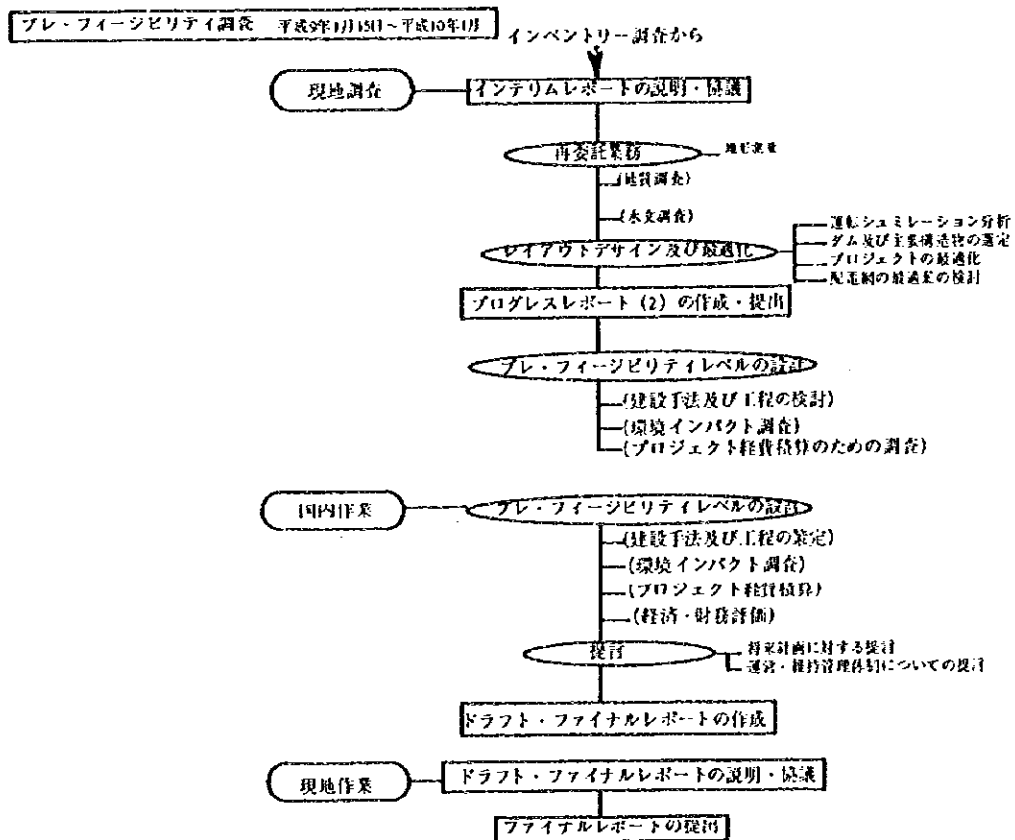 プレ・フィージビリティ調査 平成9年1月15日～平成10年1月
インベントリー調査から
現地調査
インテリムレポートの説明・協議
再委託業務
地形測量
(地質調査)
(水文調査)
レイアウトデザイン及び最適化
運転シュミレーション分析
ダム及び主要構造物の選定
プロジェクトの最適化
配電網の最適案の検討
プログレスレポート (2) の作成・提出
プレ・フィージビリティレベルの設計
(建設手法及び工程の検討)
(環境インパクト調査)
(プロジェクト経費積算のための調査)
国内作業
プレ・フィージビリティレベルの設計
(建設手法及び工程の策定)
(環境インパクト調査)
(プロジェクト経費積算)
(経済・財務評価)
提言
将来計画に対する提言
運営・維持管理体制についての提言
ドラフト・ファイナルレポートの作成
現地作業
ドラフト・ファイナルレポートの説明・協議
ファイナルレポートの提出